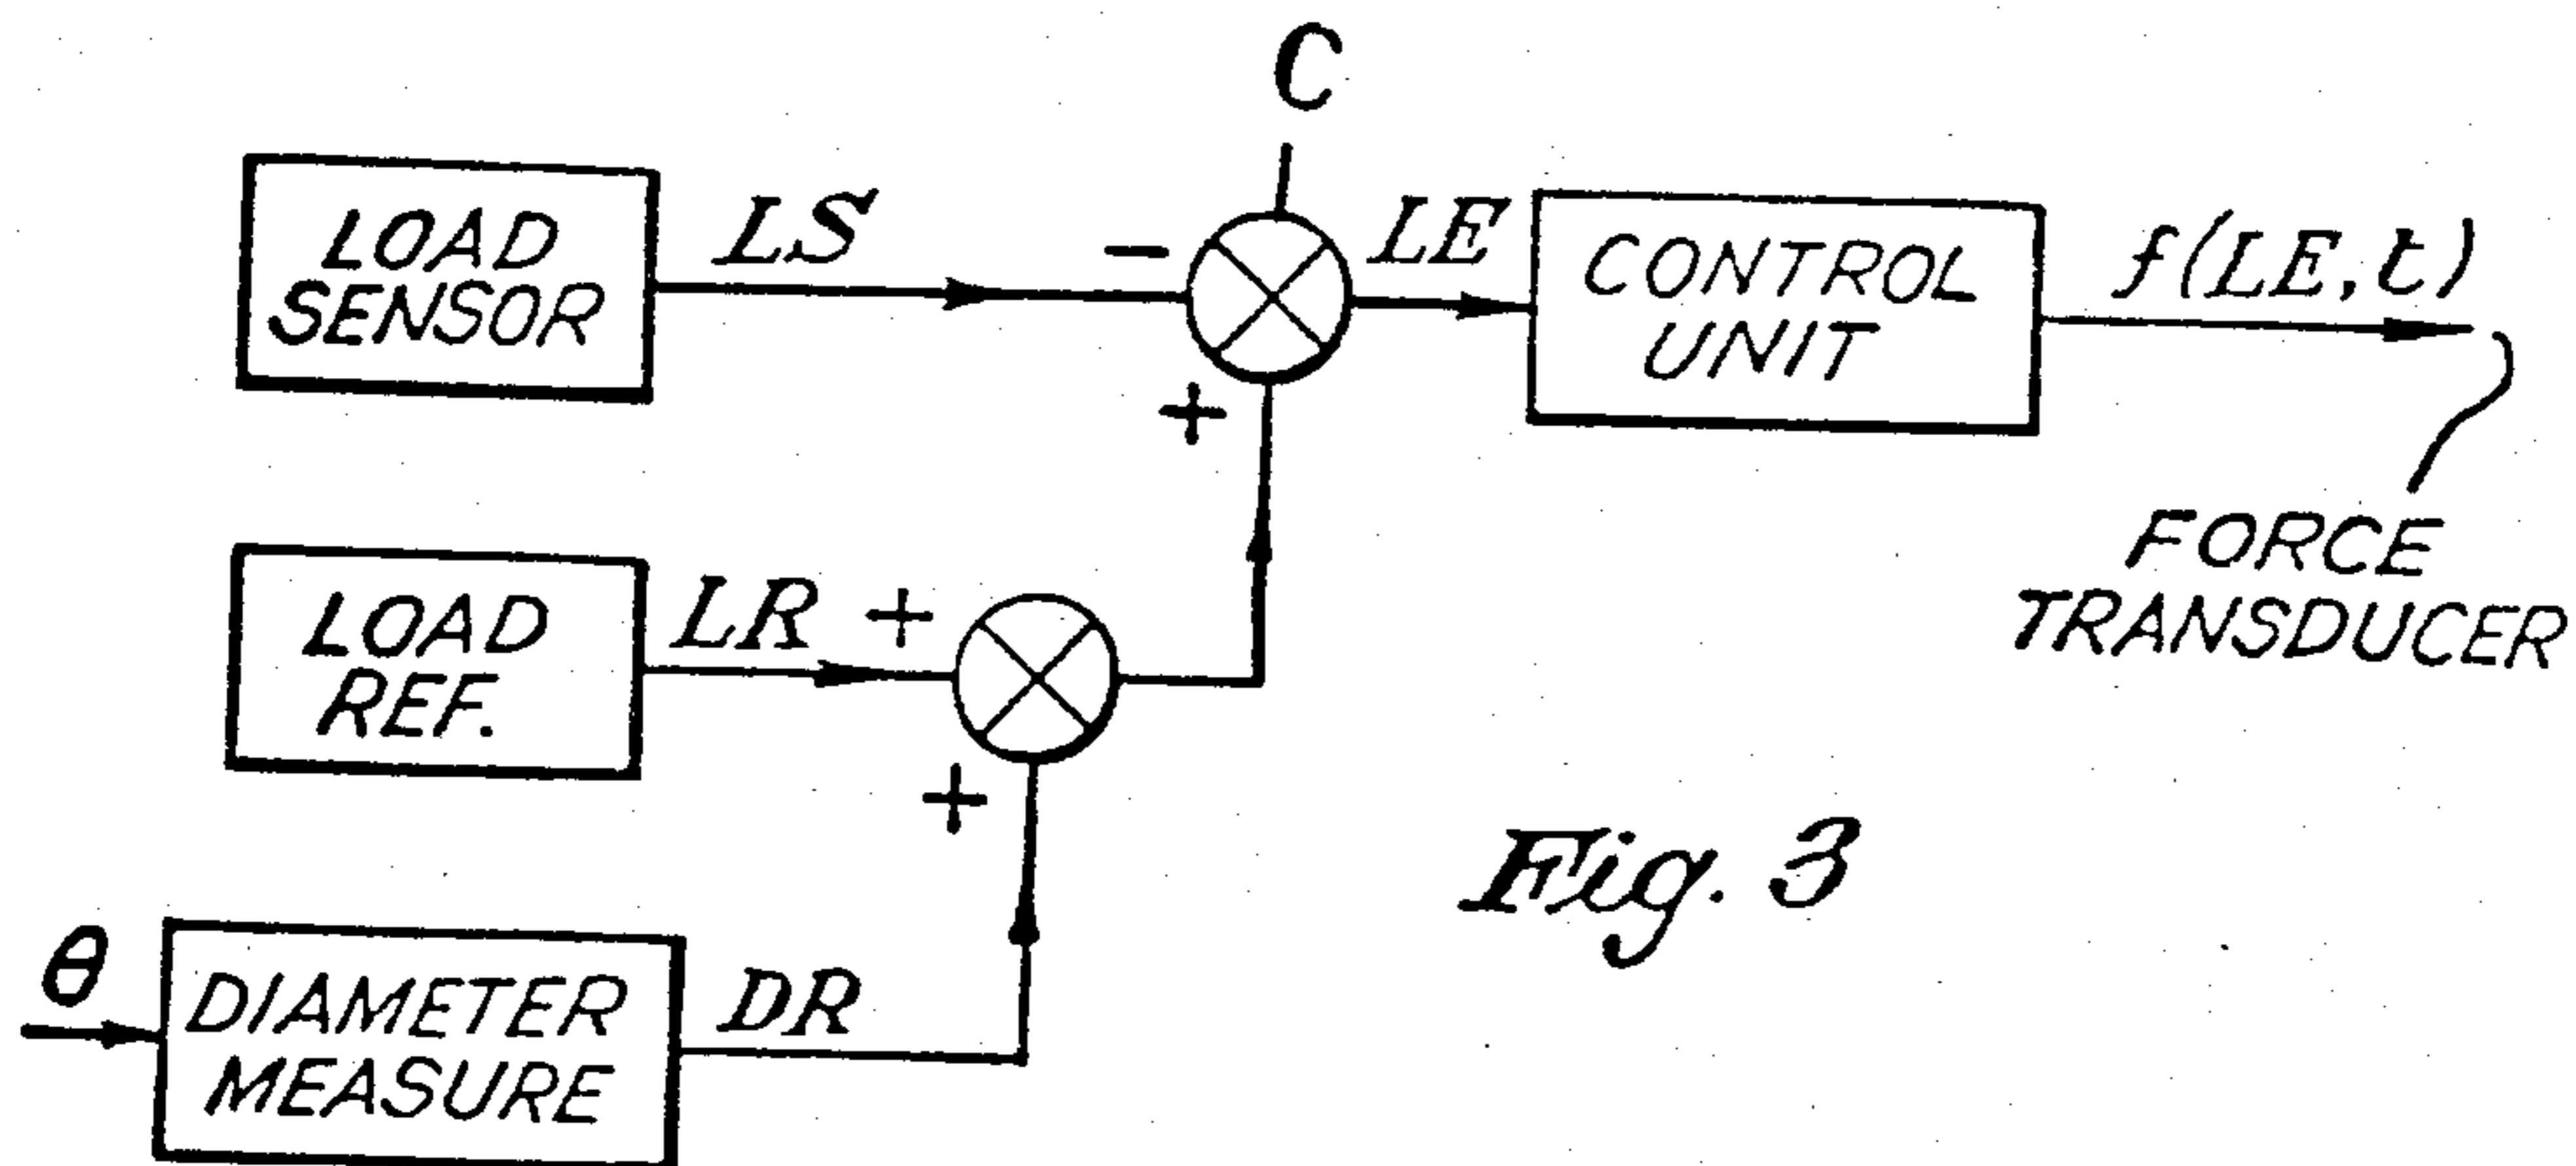 C
LOAD
SENSOR
LS
−
LE
CONTROL
UNIT
f(LE, t)
+
FORCE
TRANSDUCER
LOAD
REF.
LR
+
+
θ
DIAMETER
MEASURE
DR
Fig. 3